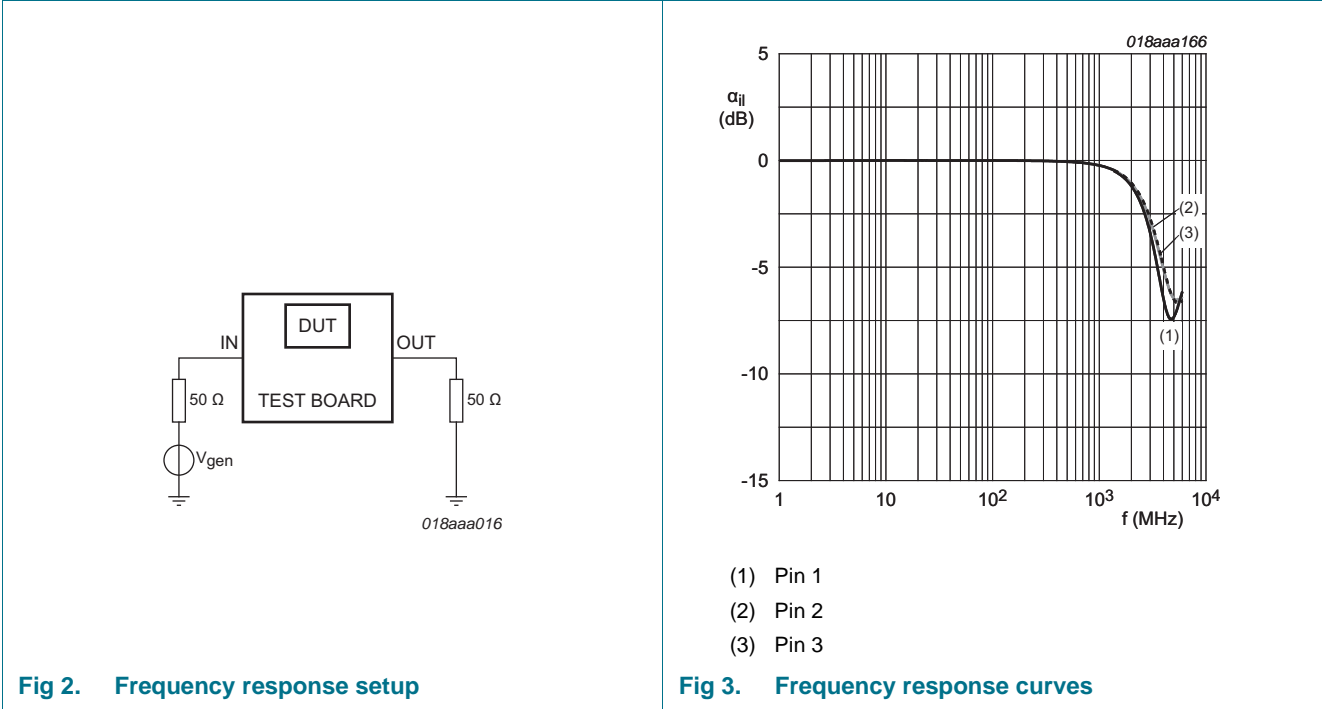 IN
DUT
OUT
50 Ω
TEST BOARD
50 Ω
Vgen
018aaa016
Fig 2. Frequency response setup
018aaa166
5
αil
(dB)
0
(2)
(3)
-5
(1)
-10
-15
1
10
10²
10³
10⁴
f (MHz)
(1) Pin 1
(2) Pin 2
(3) Pin 3
Fig 3. Frequency response curves